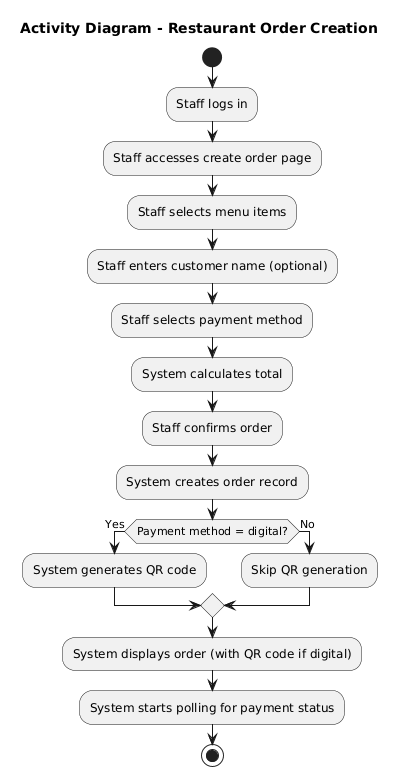 Activity Diagram - Restaurant Order Creation
Staff logs in
Staff accesses create order page
Staff selects menu items
Staff enters customer name (optional)
Staff selects payment method
System calculates total
Staff confirms order
System creates order record
Yes
Payment method = digital?
No
System generates QR code
Skip QR generation
System displays order (with QR code if digital)
System starts polling for payment status